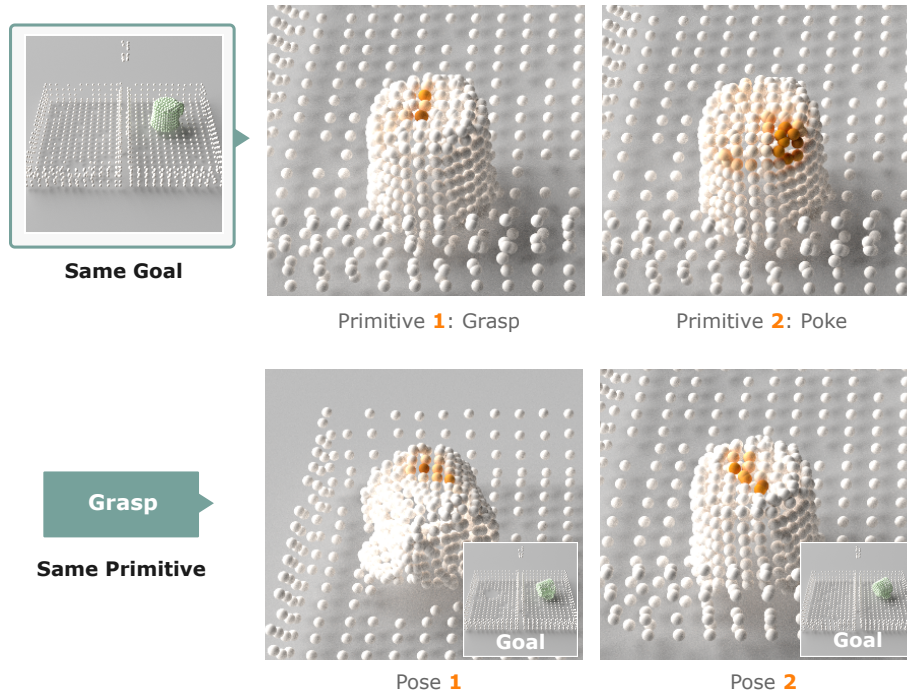 Same Goal
Primitive 1: Grasp
Primitive 2: Poke
Grasp
Same Primitive
Goal
Goal
Pose 1
Pose 2